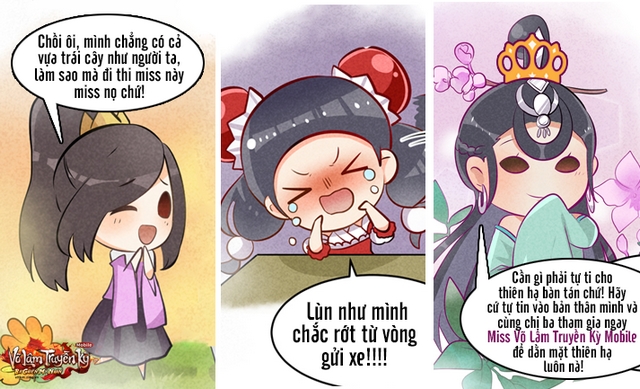 Chồi ôi, mình chẳng có cả
vựa trái cây như người ta,
làm sao mà đi thi miss này
miss nọ chứ!
Lùn như mình
chắc rớt từ vòng
gửi xe!!!!
Cần gì phải tự ti cho
thiên hạ bàn tán chứ! Hãy
cứ tự tin vào bản thân mình và
cùng chị ba tham gia ngay
Miss Võ Lâm Truyền Kỳ Mobile
để dằn mặt thiên hạ
luôn nà!
Mobile
Võ Lâm Truyền Kỳ